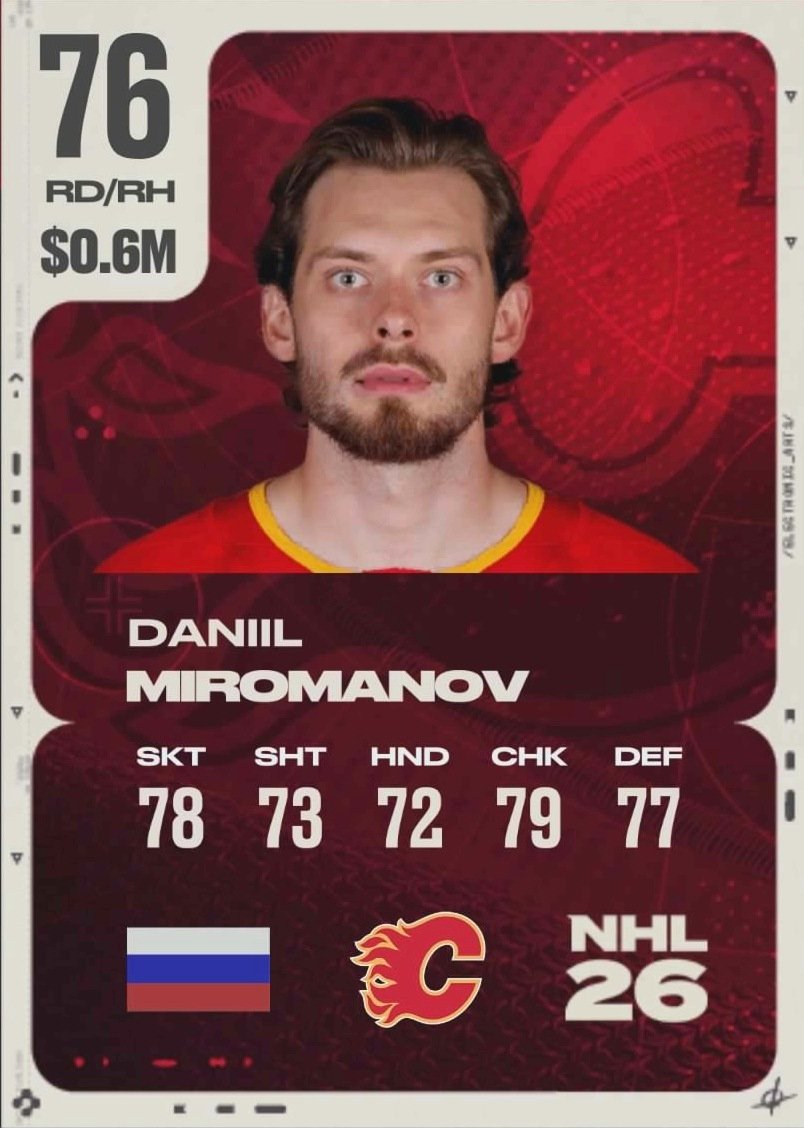 76
RD/RH
$0.6M
DANIIL
MIROMANOV
SKT SHT HND CHK DEF
78 73 72 79 77
C
NHL
26
/ELECTRONIC_ARTS/